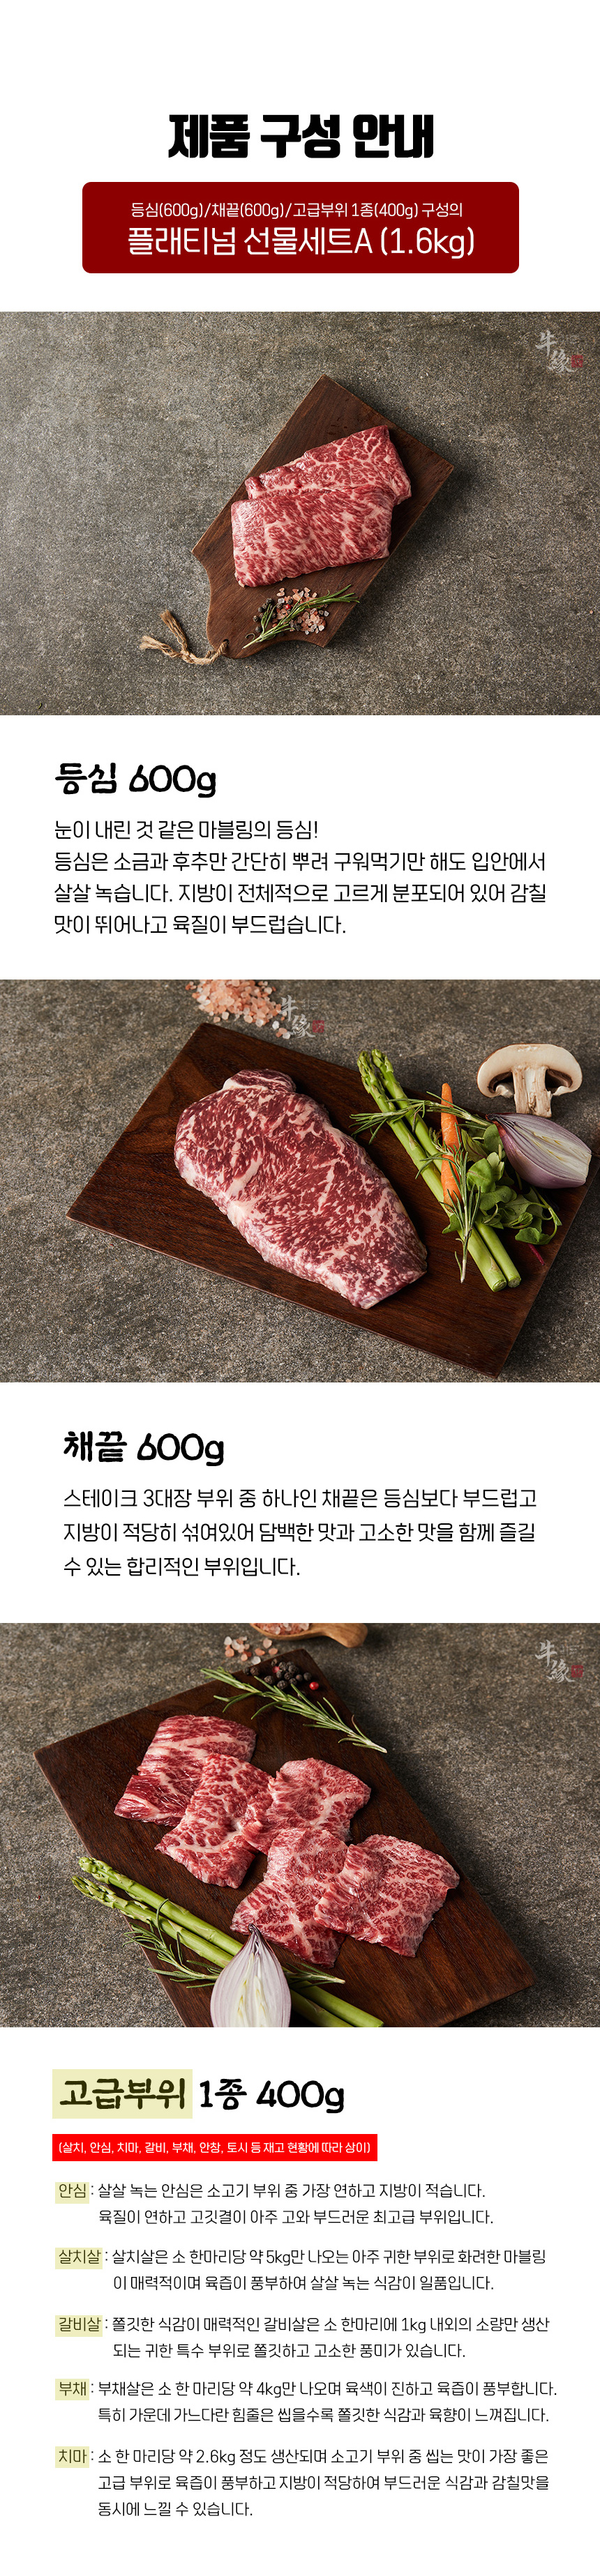 제품 구성 안내
등심(600g)/채끝(600g)/고급부위 1종(400g) 구성의
플래티넘 선물세트A (1.6kg)
牛
緣
등심 600g
눈이 내린 것 같은 마블링의 등심!
등심은 소금과 후추만 간단히 뿌려 구워먹기만 해도 입안에서
살살 녹습니다. 지방이 전체적으로 고르게 분포되어 있어 감칠
맛이 뛰어나고 육질이 부드럽습니다.
牛
緣
채끝 600g
스테이크 3대장 부위 중 하나인 채끝은 등심보다 부드럽고
지방이 적당히 섞여있어 담백한 맛과 고소한 맛을 함께 즐길
수 있는 합리적인 부위입니다.
牛
緣
고급부위 1종 400g
(살치, 안심, 치마, 갈비, 부채, 안창, 토시 등 재고 현황에 따라 상이)
안심 : 살살 녹는 안심은 소고기 부위 중 가장 연하고 지방이 적습니다.
육질이 연하고 고깃결이 아주 고와 부드러운 최고급 부위입니다.
살치살 : 살치살은 소 한마리당 약 5kg만 나오는 아주 귀한 부위로 화려한 마블링
이 매력적이며 육즙이 풍부하여 살살 녹는 식감이 일품입니다.
갈비살 : 쫄깃한 식감이 매력적인 갈비살은 소 한마리에 1kg 내외의 소량만 생산
되는 귀한 특수 부위로 쫄깃하고 고소한 풍미가 있습니다.
부채 : 부채살은 소 한 마리당 약 4kg만 나오며 육색이 진하고 육즙이 풍부합니다.
특히 가운데 가느다란 힘줄은 씹을수록 쫄깃한 식감과 육향이 느껴집니다.
치마 : 소 한 마리당 약 2.6kg 정도 생산되며 소고기 부위 중 씹는 맛이 가장 좋은
고급 부위로 육즙이 풍부하고 지방이 적당하여 부드러운 식감과 감칠맛을
동시에 느낄 수 있습니다.